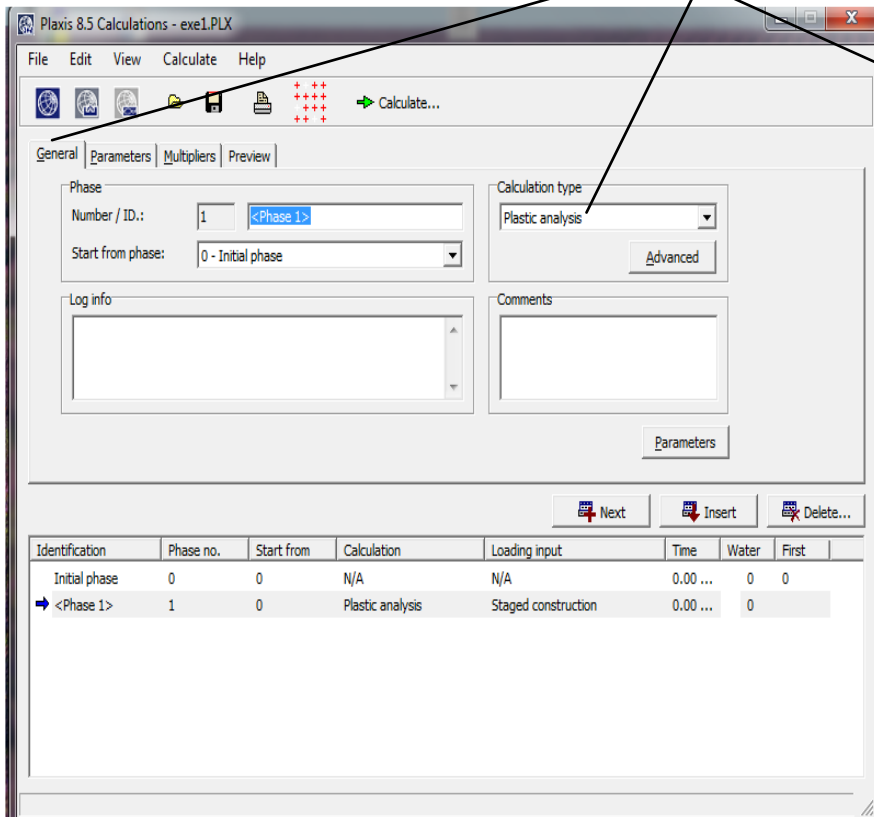 Plaxis 8.5 Calculations - exe1.PLX
X
File Edit View Calculate Help
Calculate...
General Parameters Multipliers Preview
Phase Calculation type
Number / ID.: 1 <Phase 1> Plastic analysis
Start from phase: 0 - Initial phase Advanced
Log info Comments
Parameters
Next Insert Delete...
Identification Phase no. Start from Calculation Loading input Time Water First
Initial phase 0 0 N/A N/A 0.00 ... 0 0
<Phase 1> 1 0 Plastic analysis Staged construction 0.00 ... 0